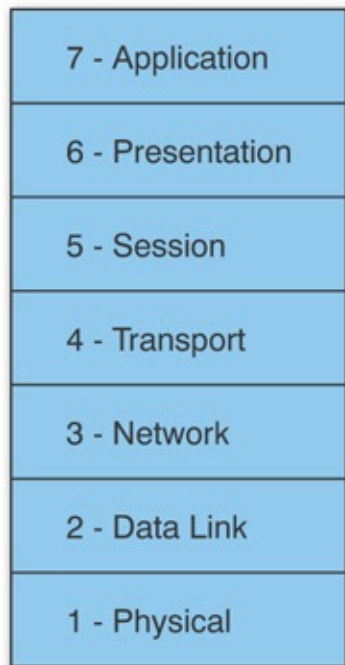 7 - Application
6 - Presentation
5 - Session
4 - Transport
3 - Network
2 - Data Link
1 - Physical